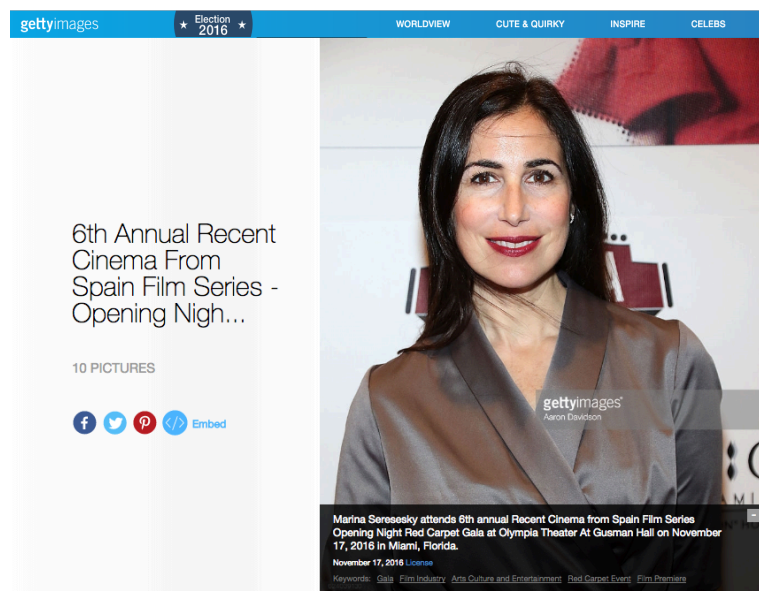 gettyimages
Election
2016
WORLDVIEW
CUTE & QUIRKY
INSPIRE
CELEBS
6th Annual Recent
Cinema From
Spain Film Series -
Opening Nigh...
10 PICTURES
Embed
gettyimages
Aaron Davidson
Marina Seresesky attends 6th annual Recent Cinema from Spain Film Series
Opening Night Red Carpet Gala at Olympia Theater At Gusman Hall on November
17, 2016 in Miami, Florida.
November 17, 2016 License
Keywords: Gala Film Industry Arts Culture and Entertainment Red Carpet Event Film Premiere